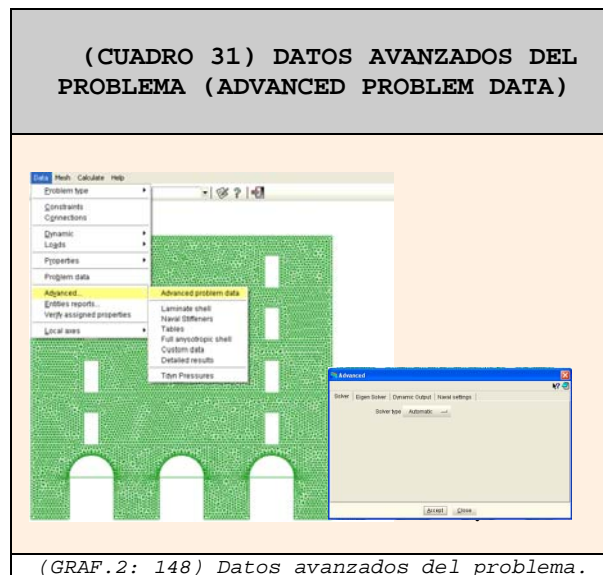 (CUADRO 31) DATOS AVANZADOS DEL
PROBLEMA (ADVANCED PROBLEM DATA)
Data Mesh Calculate Help
Problem type
Constraints
Connections
Dynamic
Loads
Properties
Problem data
Advanced...
Entities reports...
Verify assigned properties
Local axes
Advanced problem data
Laminate shell
Naval Stiffeners
Tables
Full anysotropic shell
Custom data
Detailed results
Tdyn Pressures
Advanced
Solver Eigen Solver Dynamic Output Naval settings
Solver type Automatic
Accept Close
(GRAF.2: 148) Datos avanzados del problema.